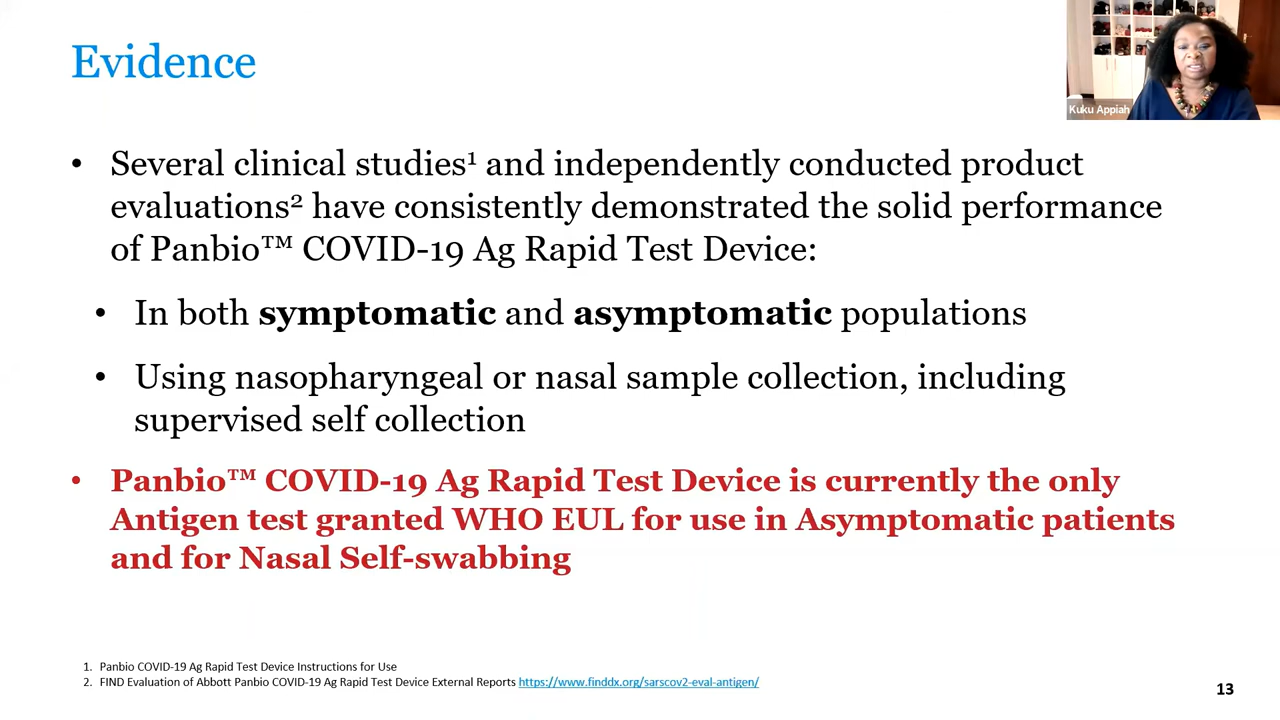 Evidence
Kuku Appiah
• Several clinical studies¹ and independently conducted product
evaluations² have consistently demonstrated the solid performance
of Panbio™ COVID-19 Ag Rapid Test Device:
• In both symptomatic and asymptomatic populations
• Using nasopharyngeal or nasal sample collection, including
supervised self collection
• Panbio™ COVID-19 Ag Rapid Test Device is currently the only
Antigen test granted WHO EUL for use in Asymptomatic patients
and for Nasal Self-swabbing
1. Panbio COVID-19 Ag Rapid Test Device Instructions for Use
2. FIND Evaluation of Abbott Panbio COVID-19 Ag Rapid Test Device External Reports https://www.finddx.org/sarscov2-eval-antigen/
13